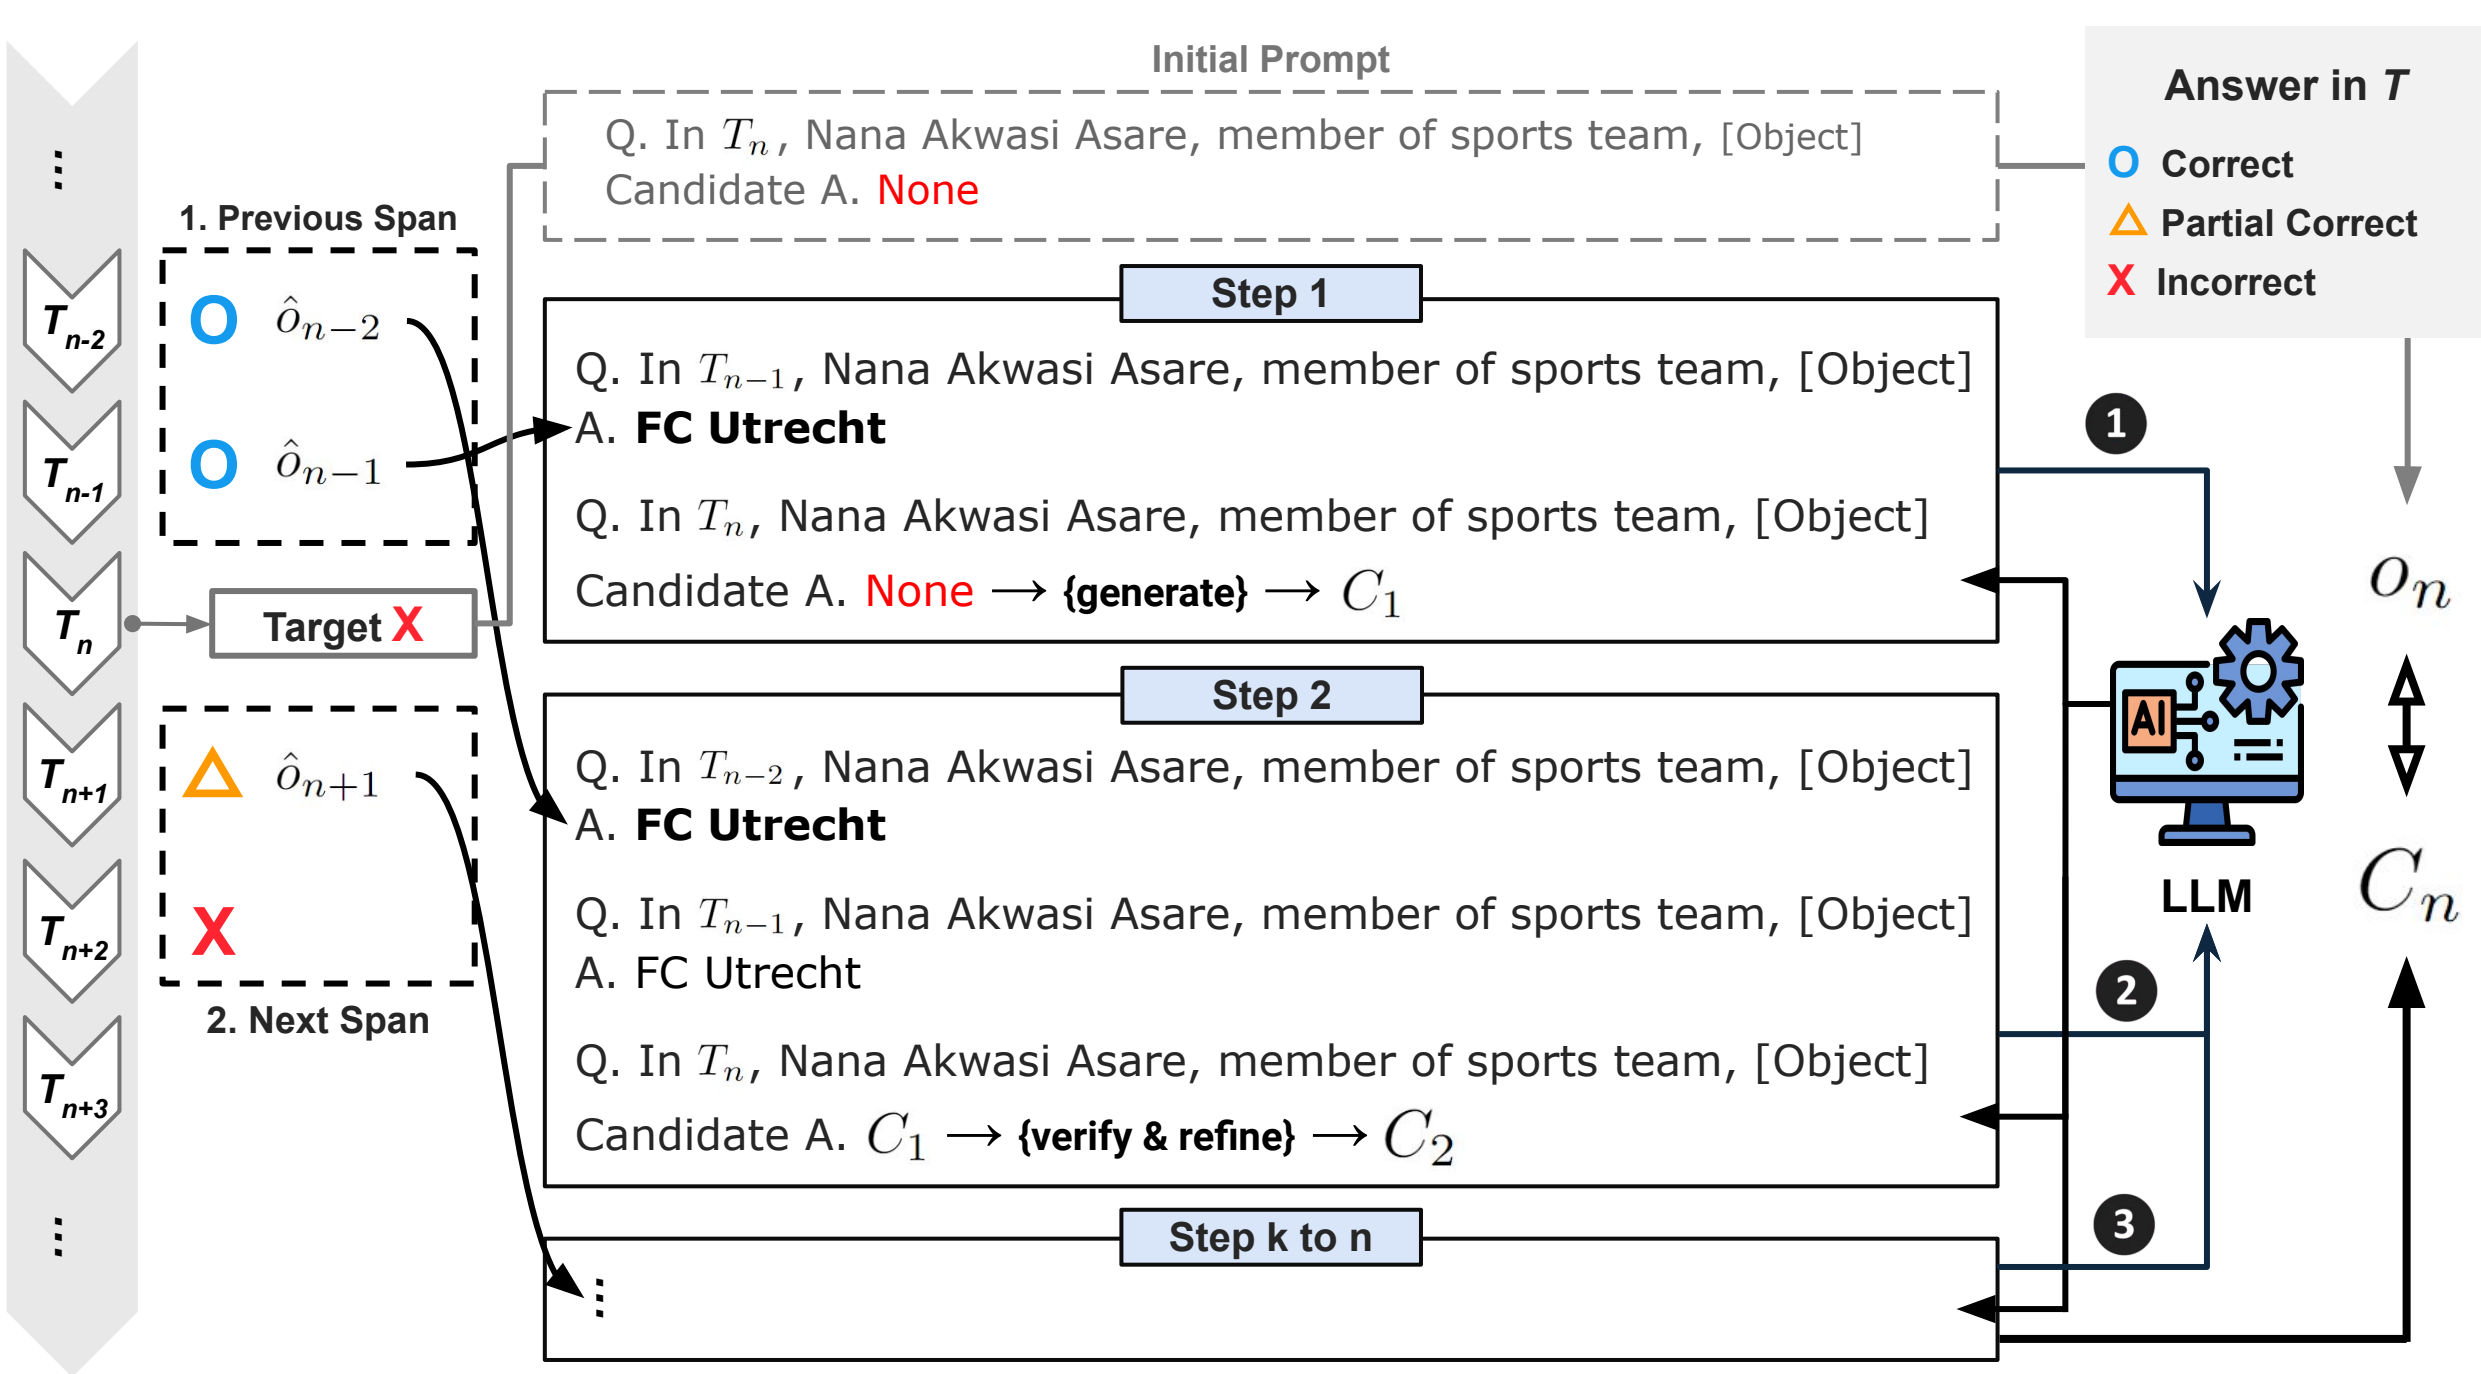 Initial Prompt
Q. In Tₙ, Nana Akwasi Asare, member of sports team, [Object]
Candidate A. None
Answer in T
O Correct
△ Partial Correct
X Incorrect
⋮
1. Previous Span
Tₙ₋₂
O ôₙ₋₂
Tₙ₋₁
O ôₙ₋₁
Tₙ
Target X
Tₙ₊₁
△ ôₙ₊₁
Tₙ₊₂
X
2. Next Span
Tₙ₊₃
⋮
Step 1
Q. In Tₙ₋₁, Nana Akwasi Asare, member of sports team, [Object]
A. FC Utrecht
Q. In Tₙ, Nana Akwasi Asare, member of sports team, [Object]
Candidate A. None → {generate} → C₁
Step 2
Q. In Tₙ₋₂, Nana Akwasi Asare, member of sports team, [Object]
A. FC Utrecht
Q. In Tₙ₋₁, Nana Akwasi Asare, member of sports team, [Object]
A. FC Utrecht
Q. In Tₙ, Nana Akwasi Asare, member of sports team, [Object]
Candidate A. C₁ → {verify & refine} → C₂
Step k to n
⋮
1
AI
LLM
2
3
oₙ
Cₙ